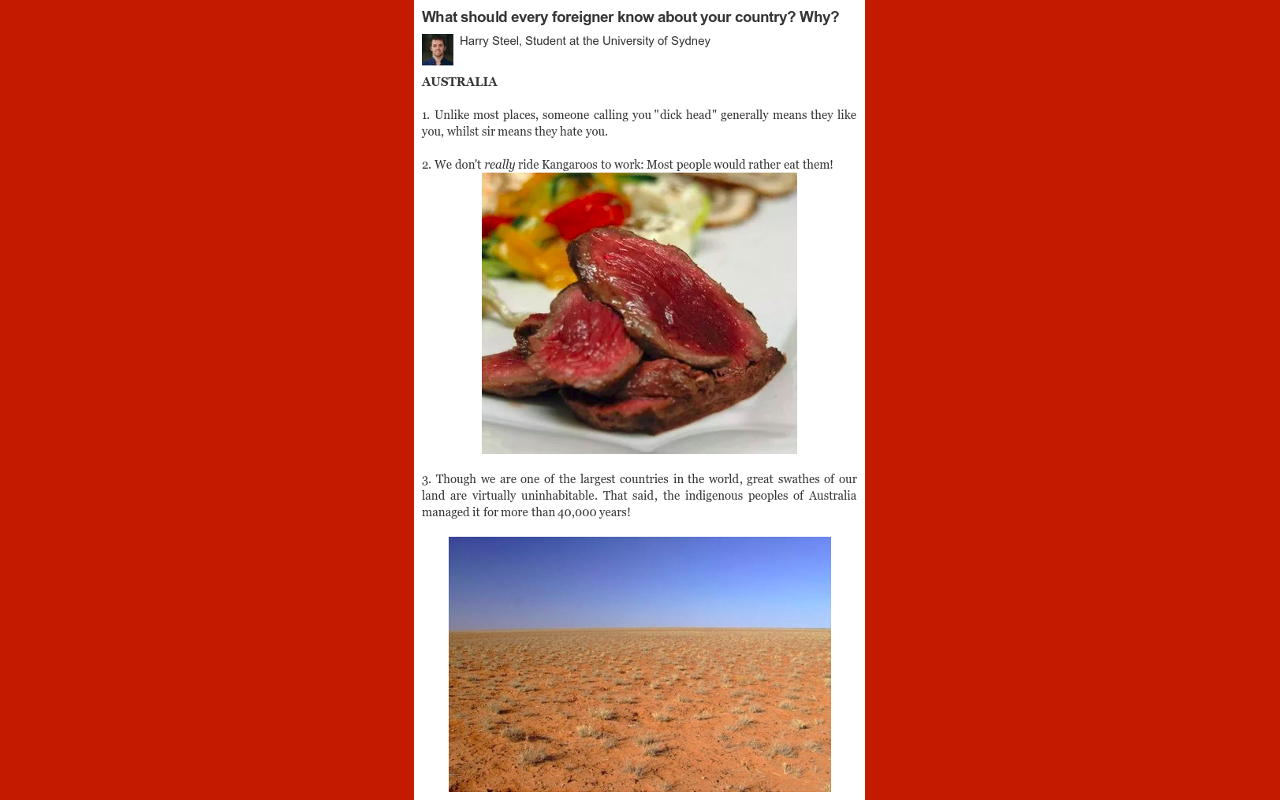 What should every foreigner know about your country? Why?
Harry Steel, Student at the University of Sydney
AUSTRALIA
1. Unlike most places, someone calling you "dick head" generally means they like
you, whilst sir means they hate you.
2. We don't really ride Kangaroos to work: Most people would rather eat them!
3. Though we are one of the largest countries in the world, great swathes of our
land are virtually uninhabitable. That said, the indigenous peoples of Australia
managed it for more than 40,000 years!